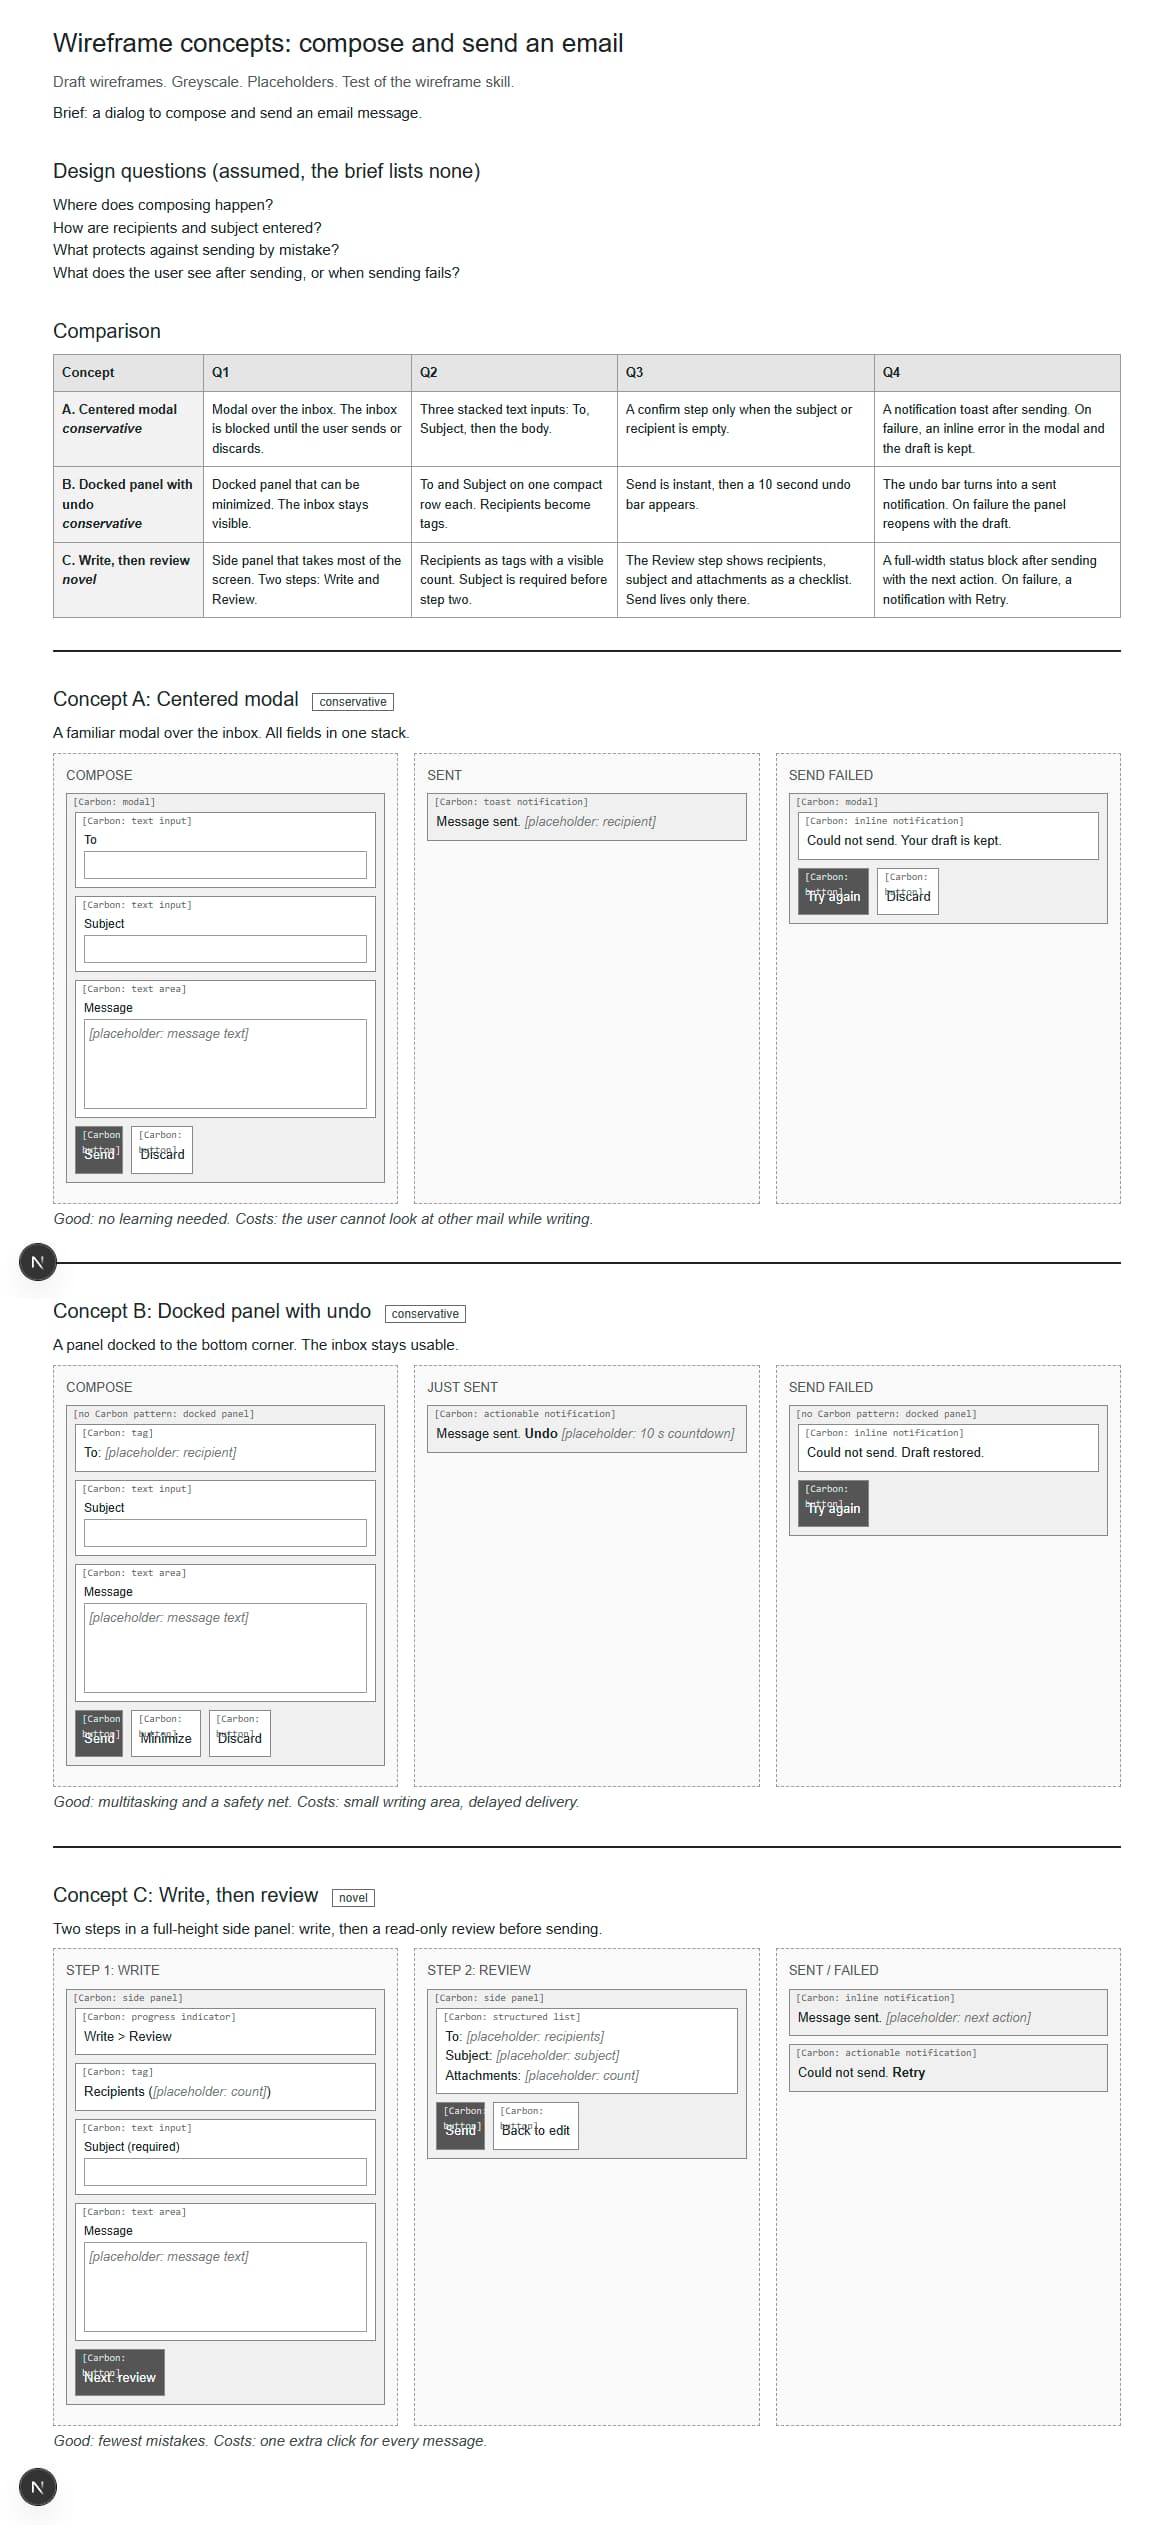 Wireframe concepts: compose and send an email
Draft wireframes. Greyscale. Placeholders. Test of the wireframe skill.
Brief: a dialog to compose and send an email message.
Design questions (assumed, the brief lists none)
Where does composing happen?
How are recipients and subject entered?
What protects against sending by mistake?
What does the user see after sending, or when sending fails?
Comparison
Concept
Q1
Q2
Q3
Q4
A. Centered modal
conservative
Modal over the inbox. The inbox
is blocked until the user sends or
discards.
Three stacked text inputs: To,
Subject, then the body.
A confirm step only when the subject or
recipient is empty.
A notification toast after sending. On
failure, an inline error in the modal and
the draft is kept.
B. Docked panel with
undo
conservative
Docked panel that can be
minimized. The inbox stays
visible.
To and Subject on one compact
row each. Recipients become
tags.
Send is instant, then a 10 second undo
bar appears.
The undo bar turns into a sent
notification. On failure the panel
reopens with the draft.
C. Write, then review
novel
Side panel that takes most of the
screen. Two steps: Write and
Review.
Recipients as tags with a visible
count. Subject is required before
step two.
The Review step shows recipients,
subject and attachments as a checklist.
Send lives only there.
A full-width status block after sending
with the next action. On failure, a
notification with Retry.
Concept A: Centered modal
conservative
A familiar modal over the inbox. All fields in one stack.
COMPOSE
[Carbon: modal]
[Carbon: text input]
To
[Carbon: text input]
Subject
[Carbon: text area]
Message
[placeholder: message text]
[Carbon
button]
Send
[Carbon:
button]
Discard
SENT
[Carbon: toast notification]
Message sent. [placeholder: recipient]
SEND FAILED
[Carbon: modal]
[Carbon: inline notification]
Could not send. Your draft is kept.
[Carbon:
button]
Try again
[Carbon:
button]
Discard
Good: no learning needed. Costs: the user cannot look at other mail while writing.
N
Concept B: Docked panel with undo
conservative
A panel docked to the bottom corner. The inbox stays usable.
COMPOSE
[no Carbon pattern: docked panel]
[Carbon: tag]
To: [placeholder: recipient]
[Carbon: text input]
Subject
[Carbon: text area]
Message
[placeholder: message text]
[Carbon
button]
Send
[Carbon:
button]
Minimize
[Carbon:
button]
Discard
JUST SENT
[Carbon: actionable notification]
Message sent. Undo [placeholder: 10 s countdown]
SEND FAILED
[no Carbon pattern: docked panel]
[Carbon: inline notification]
Could not send. Draft restored.
[Carbon:
button]
Try again
Good: multitasking and a safety net. Costs: small writing area, delayed delivery.
Concept C: Write, then review
novel
Two steps in a full-height side panel: write, then a read-only review before sending.
STEP 1: WRITE
[Carbon: side panel]
[Carbon: progress indicator]
Write > Review
[Carbon: tag]
Recipients ([placeholder: count])
[Carbon: text input]
Subject (required)
[Carbon: text area]
Message
[placeholder: message text]
[Carbon:
button]
Next: review
STEP 2: REVIEW
[Carbon: side panel]
[Carbon: structured list]
To: [placeholder: recipients]
Subject: [placeholder: subject]
Attachments: [placeholder: count]
[Carbon:
button]
Send
[Carbon:
button]
Back to edit
SENT / FAILED
[Carbon: inline notification]
Message sent. [placeholder: next action]
[Carbon: actionable notification]
Could not send. Retry
Good: fewest mistakes. Costs: one extra click for every message.
N